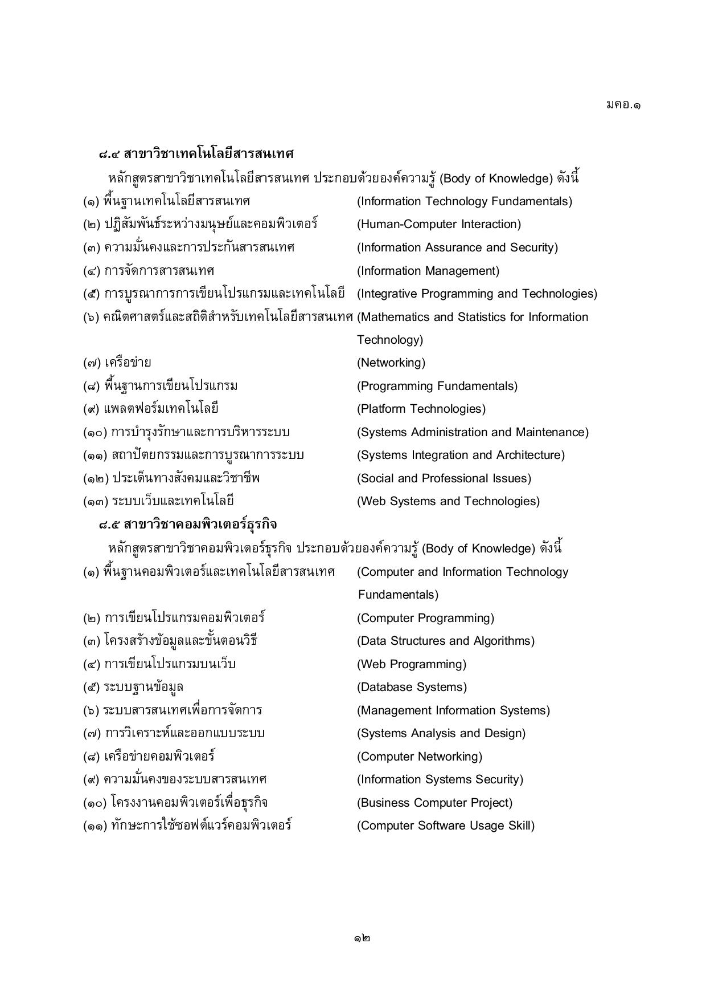 มคอ.๑
๘.๔ สาขาวิชาเทคโนโลยีสารสนเทศ
หลักสูตรสาขาวิชาเทคโนโลยีสารสนเทศ ประกอบด้วยองค์ความรู้ (Body of Knowledge) ดังนี้
(๑) พื้นฐานเทคโนโลยีสารสนเทศ (Information Technology Fundamentals)
(๒) ปฏิสัมพันธ์ระหว่างมนุษย์และคอมพิวเตอร์ (Human-Computer Interaction)
(๓) ความมั่นคงและการประกันสารสนเทศ (Information Assurance and Security)
(๔) การจัดการสารสนเทศ (Information Management)
(๕) การบูรณาการการเขียนโปรแกรมและเทคโนโลยี (Integrative Programming and Technologies)
(๖) คณิตศาสตร์และสถิติสำหรับเทคโนโลยีสารสนเทศ (Mathematics and Statistics for Information
Technology)
(๗) เครือข่าย (Networking)
(๘) พื้นฐานการเขียนโปรแกรม (Programming Fundamentals)
(๙) แพลตฟอร์มเทคโนโลยี (Platform Technologies)
(๑๐) การบำรุงรักษาและการบริหารระบบ (Systems Administration and Maintenance)
(๑๑) สถาปัตยกรรมและการบูรณาการระบบ (Systems Integration and Architecture)
(๑๒) ประเด็นทางสังคมและวิชาชีพ (Social and Professional Issues)
(๑๓) ระบบเว็บและเทคโนโลยี (Web Systems and Technologies)
๘.๕ สาขาวิชาคอมพิวเตอร์ธุรกิจ
หลักสูตรสาขาวิชาคอมพิวเตอร์ธุรกิจ ประกอบด้วยองค์ความรู้ (Body of Knowledge) ดังนี้
(๑) พื้นฐานคอมพิวเตอร์และเทคโนโลยีสารสนเทศ (Computer and Information Technology
Fundamentals)
(๒) การเขียนโปรแกรมคอมพิวเตอร์ (Computer Programming)
(๓) โครงสร้างข้อมูลและขั้นตอนวิธี (Data Structures and Algorithms)
(๔) การเขียนโปรแกรมบนเว็บ (Web Programming)
(๕) ระบบฐานข้อมูล (Database Systems)
(๖) ระบบสารสนเทศเพื่อการจัดการ (Management Information Systems)
(๗) การวิเคราะห์และออกแบบระบบ (Systems Analysis and Design)
(๘) เครือข่ายคอมพิวเตอร์ (Computer Networking)
(๙) ความมั่นคงของระบบสารสนเทศ (Information Systems Security)
(๑๐) โครงงานคอมพิวเตอร์เพื่อธุรกิจ (Business Computer Project)
(๑๑) ทักษะการใช้ซอฟต์แวร์คอมพิวเตอร์ (Computer Software Usage Skill)
๑๒